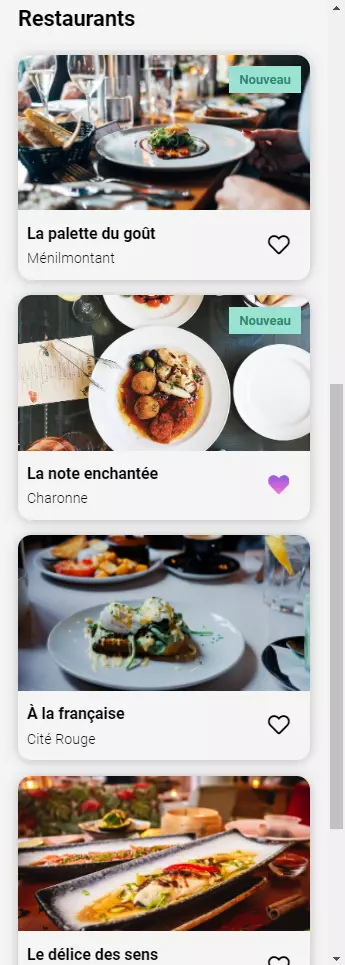 Restaurants
Nouveau
La palette du goût
Ménilmontant
Nouveau
La note enchantée
Charonne
À la française
Cité Rouge
Le délice des sens